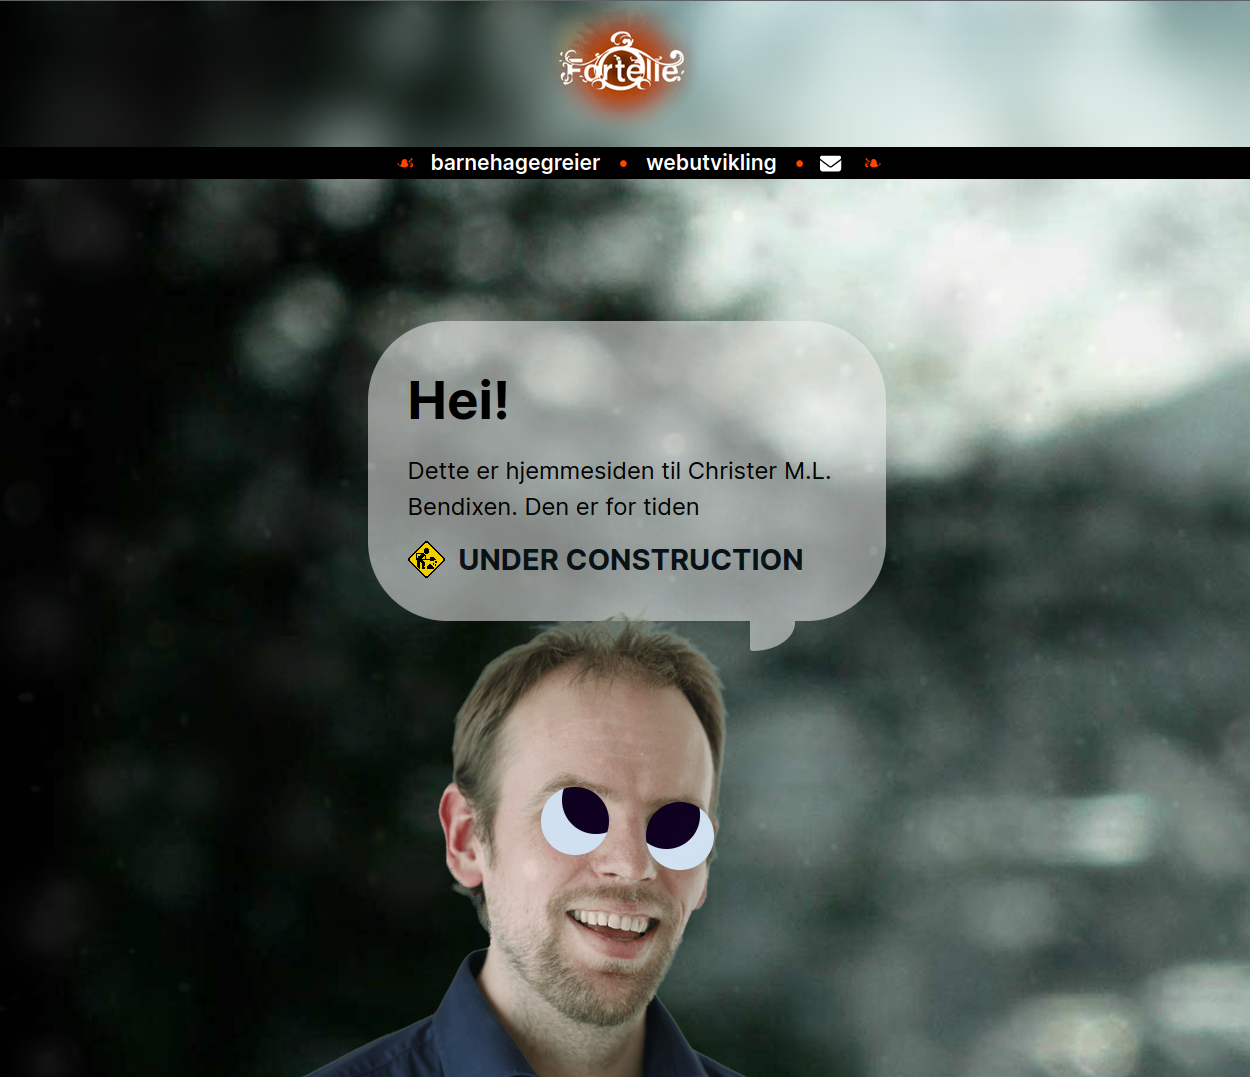 Fortelle
barnehagegreier • webutvikling •
Hei!
Dette er hjemmesiden til Christer M.L.
Bendixen. Den er for tiden
UNDER CONSTRUCTION